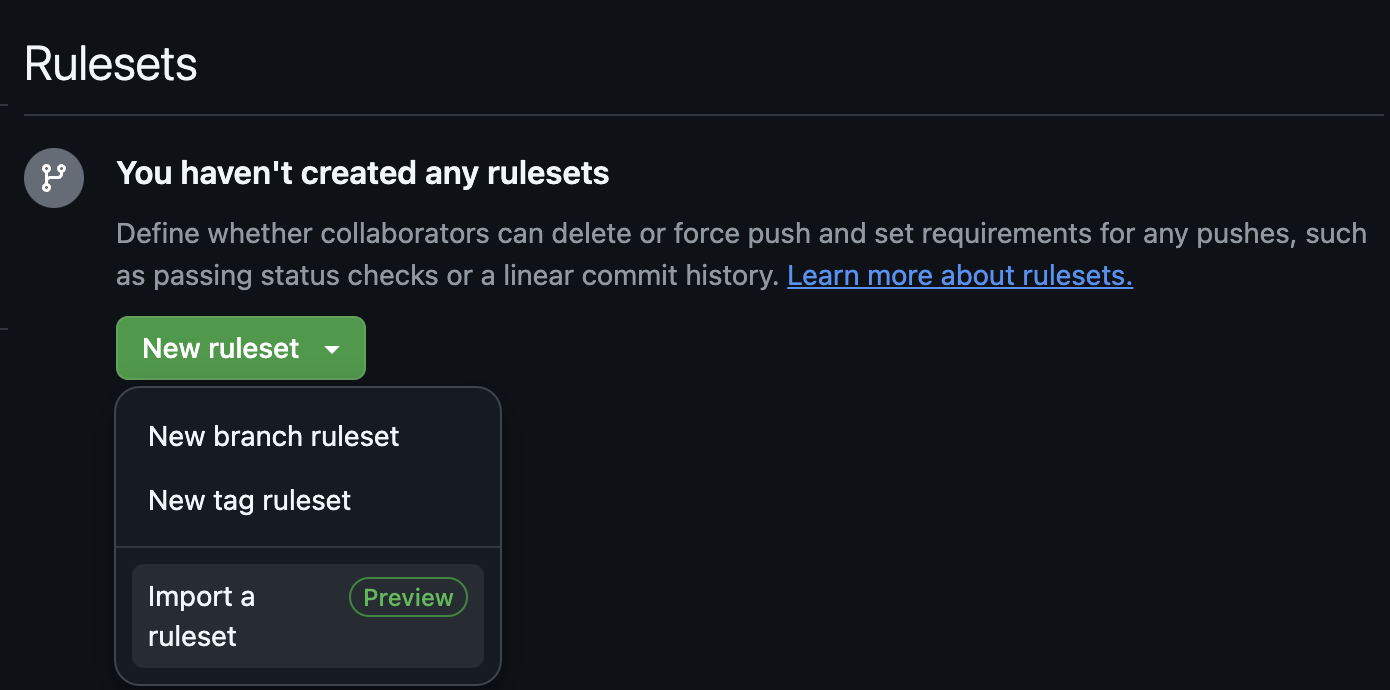 Rulesets
You haven't created any rulesets
Define whether collaborators can delete or force push and set requirements for any pushes, such
as passing status checks or a linear commit history. Learn more about rulesets.
New ruleset
New branch ruleset
New tag ruleset
Import a Preview
ruleset